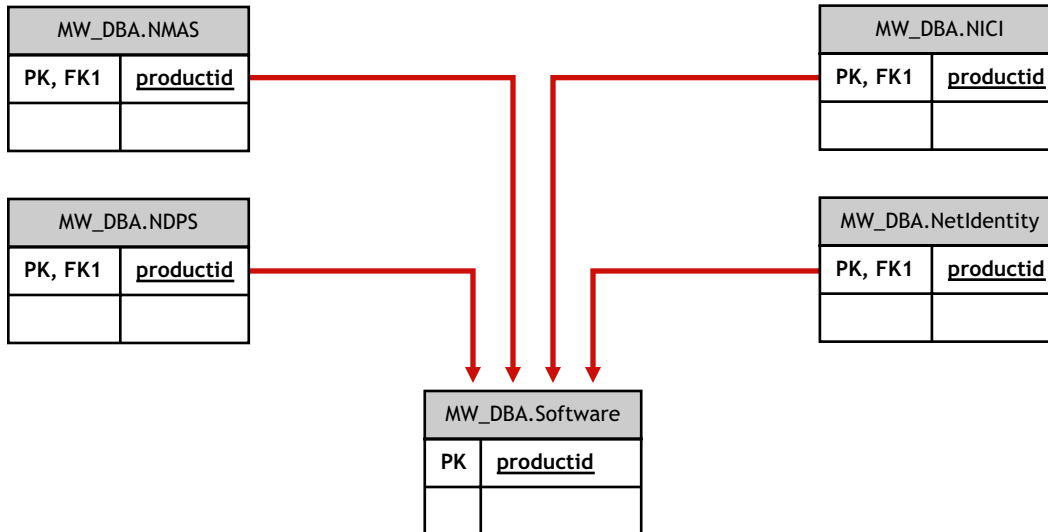 MW_DBA.NMAS
PK, FK1 productid
MW_DBA.NICI
PK, FK1 productid
MW_DBA.NDPS
PK, FK1 productid
MW_DBA.NetIdentity
PK, FK1 productid
MW_DBA.Software
PK productid